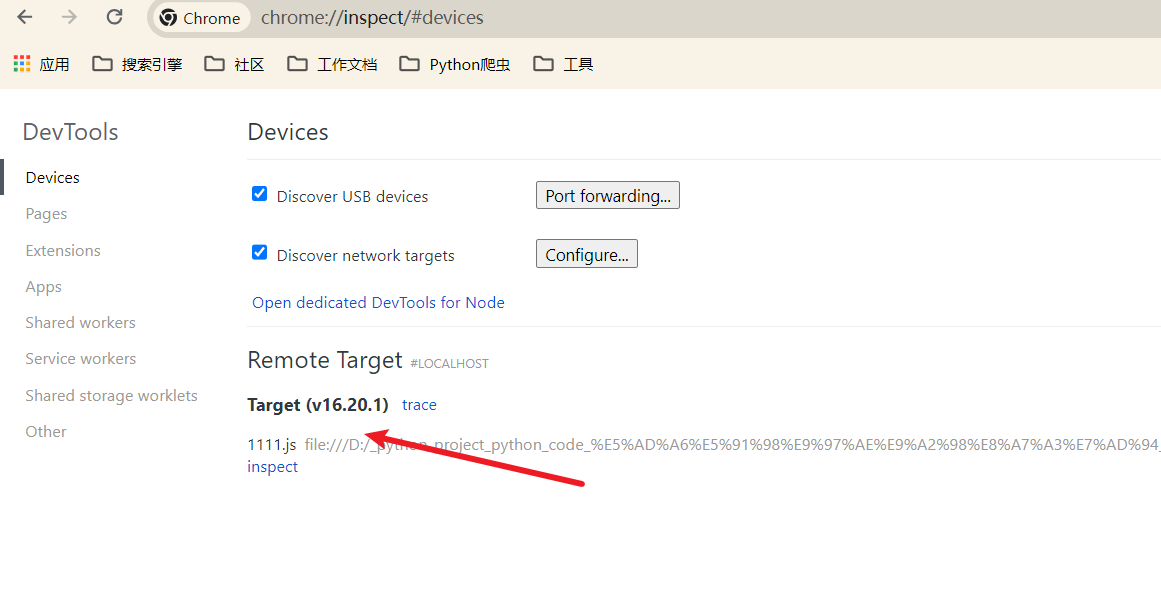 Chrome chrome://inspect/#devices
应用 搜索引擎 社区 工作文档 Python爬虫 工具
DevTools
Devices
Pages
Extensions
Apps
Shared workers
Service workers
Shared storage worklets
Other
Devices
Discover USB devices Port forwarding...
Discover network targets Configure...
Open dedicated DevTools for Node
Remote Target #LOCALHOST
Target (v16.20.1) trace
1111.js file:///D:/_python_project_python_code_%E5%AD%A6%E5%91%98%E9%97%AE%E9%A2%98%E8%A7%A3%E7%AD%94_
inspect